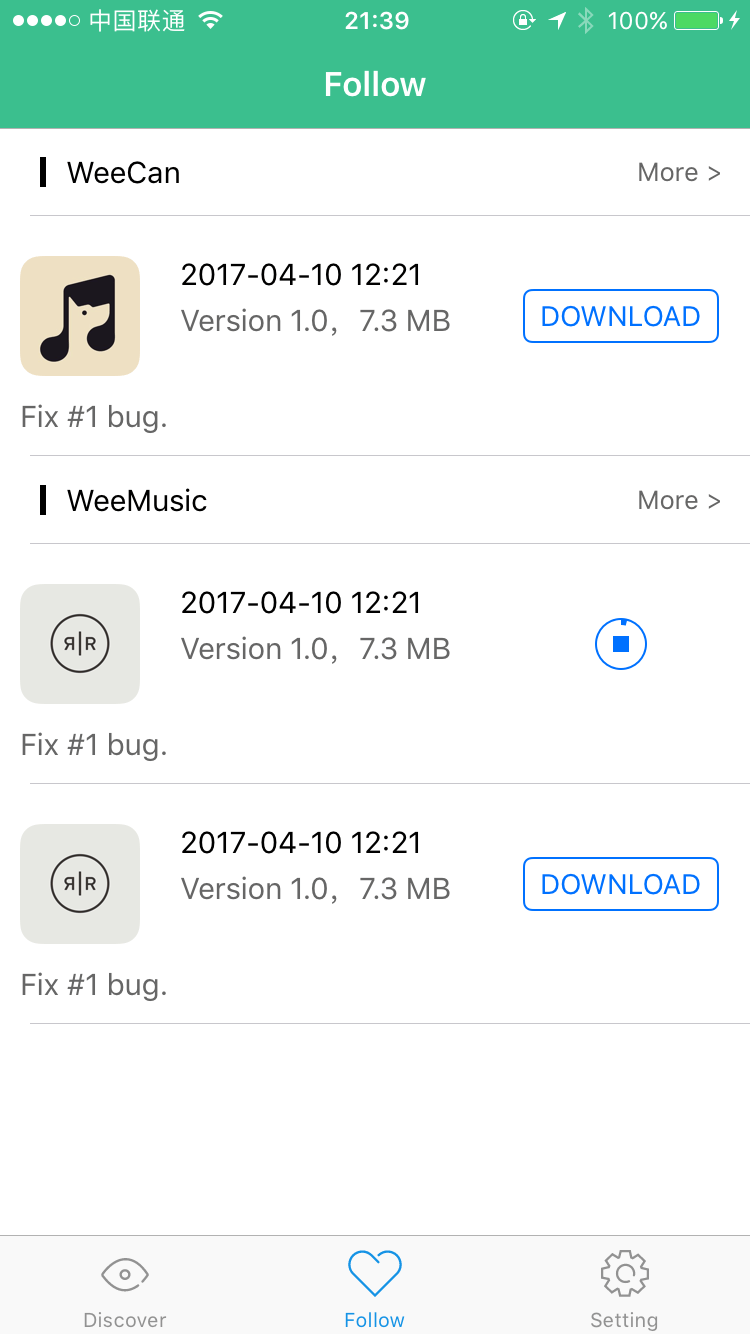 中国联通 21:39 100%
Follow
WeeCan More >
2017-04-10 12:21
Version 1.0，7.3 MB
DOWNLOAD
Fix #1 bug.
WeeMusic More >
2017-04-10 12:21
Version 1.0，7.3 MB
ЯR
Fix #1 bug.
2017-04-10 12:21
Version 1.0，7.3 MB
ЯR
DOWNLOAD
Fix #1 bug.
Discover Follow Setting